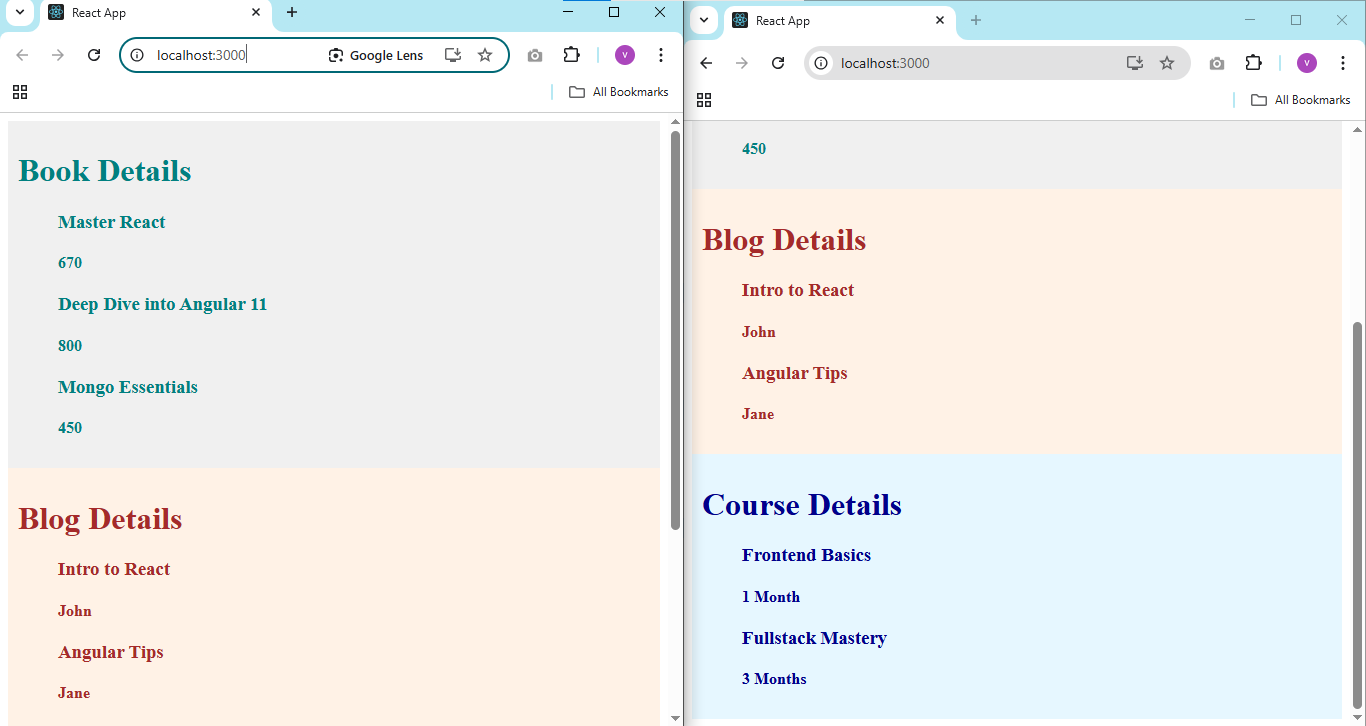 React App
localhost:3000
Google Lens
V
All Bookmarks
Book Details
Master React
670
Deep Dive into Angular 11
800
Mongo Essentials
450
Blog Details
Intro to React
John
Angular Tips
Jane
React App
localhost:3000
V
All Bookmarks
450
Blog Details
Intro to React
John
Angular Tips
Jane
Course Details
Frontend Basics
1 Month
Fullstack Mastery
3 Months